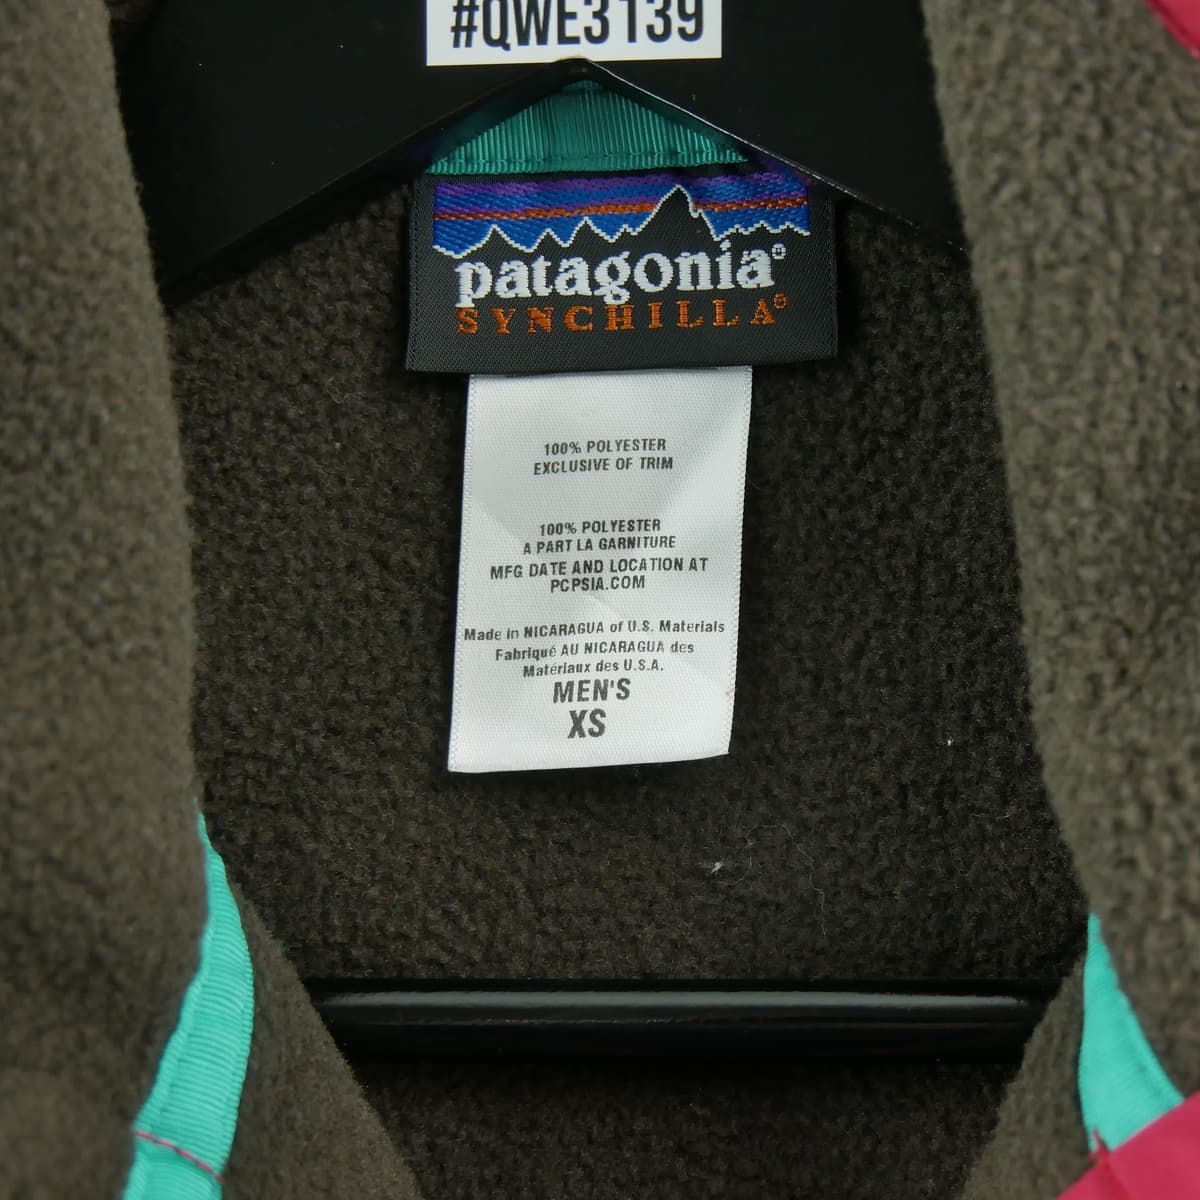 #QWE3139
patagonia®
SYNCHILLA®
100% POLYESTER
EXCLUSIVE OF TRIM
100% POLYESTER
A PART LA GARNITURE
MFG DATE AND LOCATION AT
PCPSIA.COM
Made in NICARAGUA of U.S. Materials
Fabriqué AU NICARAGUA des
Matériaux des U.S.A.
MEN'S
XS